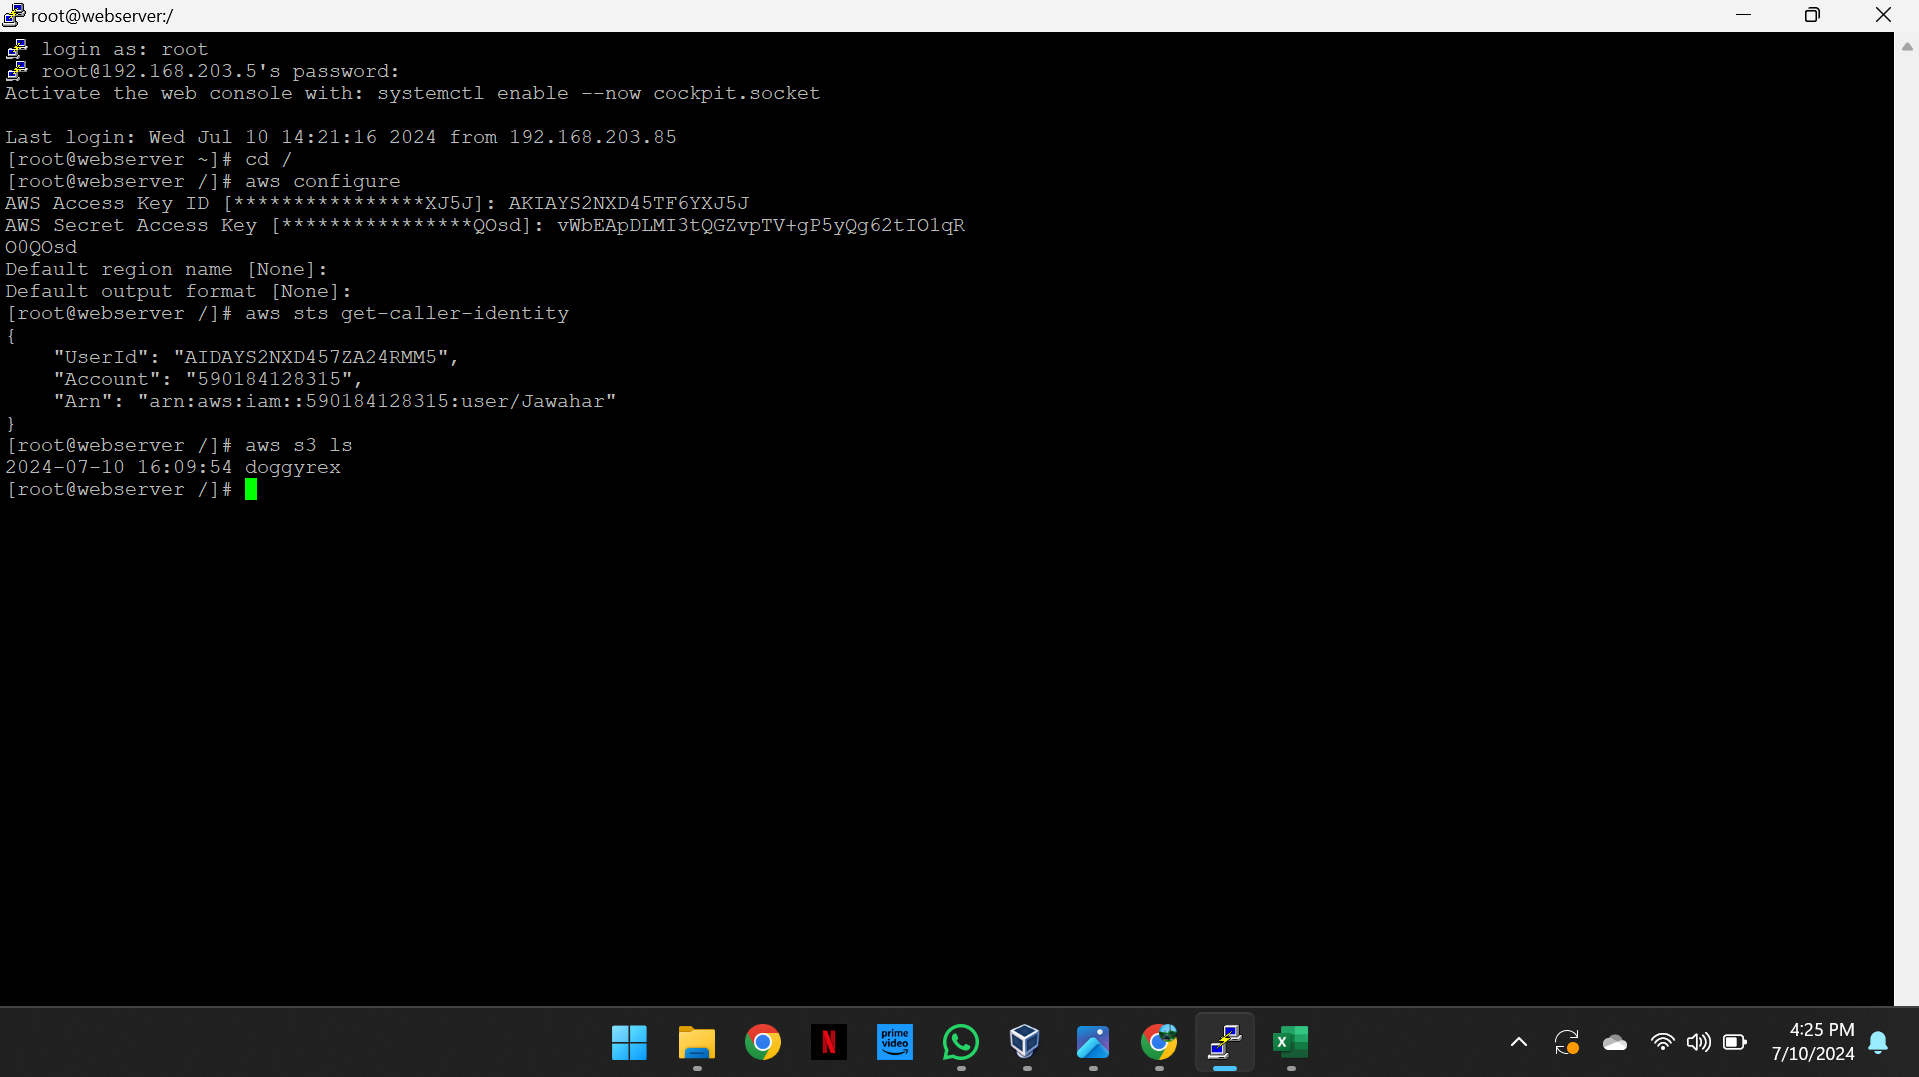 root@webserver:/
login as: root
root@192.168.203.5's password:
Activate the web console with: systemctl enable --now cockpit.socket
Last login: Wed Jul 10 14:21:16 2024 from 192.168.203.85
[root@webserver ~]# cd /
[root@webserver /]# aws configure
AWS Access Key ID [****************XJ5J]: AKIAYS2NXD45TF6YXJ5J
AWS Secret Access Key [****************QOsd]: vWbEApDLMI3tQGZvpTV+gP5yQg62tIO1qR
O0QOsd
Default region name [None]:
Default output format [None]:
[root@webserver /]# aws sts get-caller-identity
{
    "UserId": "AIDAYS2NXD457ZA24RMM5",
    "Account": "590184128315",
    "Arn": "arn:aws:iam::590184128315:user/Jawahar"
}
[root@webserver /]# aws s3 ls
2024-07-10 16:09:54 doggyrex
[root@webserver /]#
N
prime
video
X
4:25 PM
7/10/2024